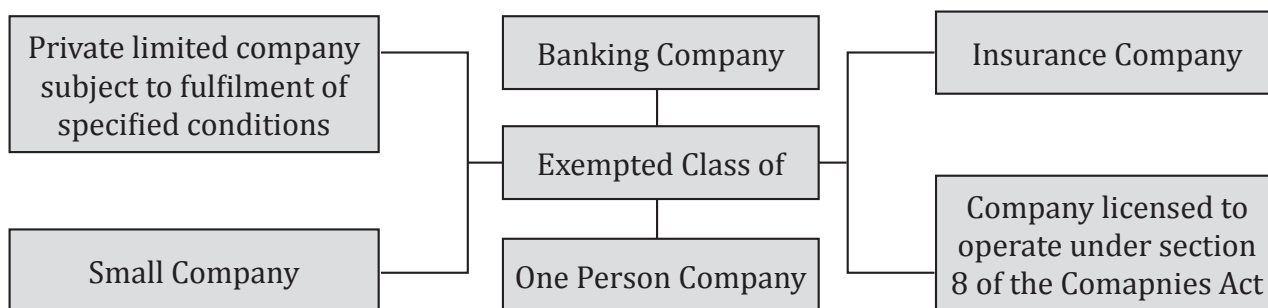 Private limited company
subject to fulfilment of
specified conditions
Banking Company
Insurance Company
Exempted Class of
Small Company
One Person Company
Company licensed to
operate under section
8 of the Comapnies Act